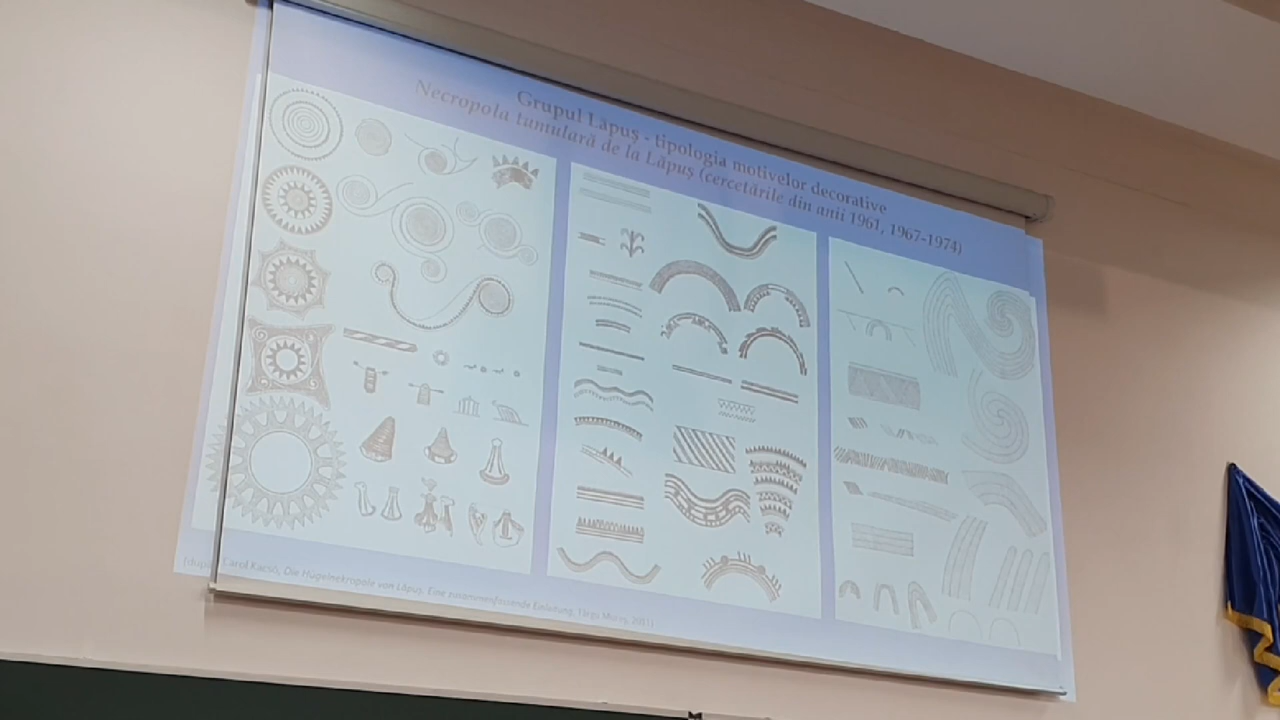 Grupul Lăpuș - tipologia motivelor decorative
Necropola tumulară de la Lăpuș (cercetările din anii 1961, 1967-1974)
(după Carol Kacsó, Die Hügelnekropole von Lăpuș. Eine zusammenfassende Einleitung, Târgu Mureș, 2011)